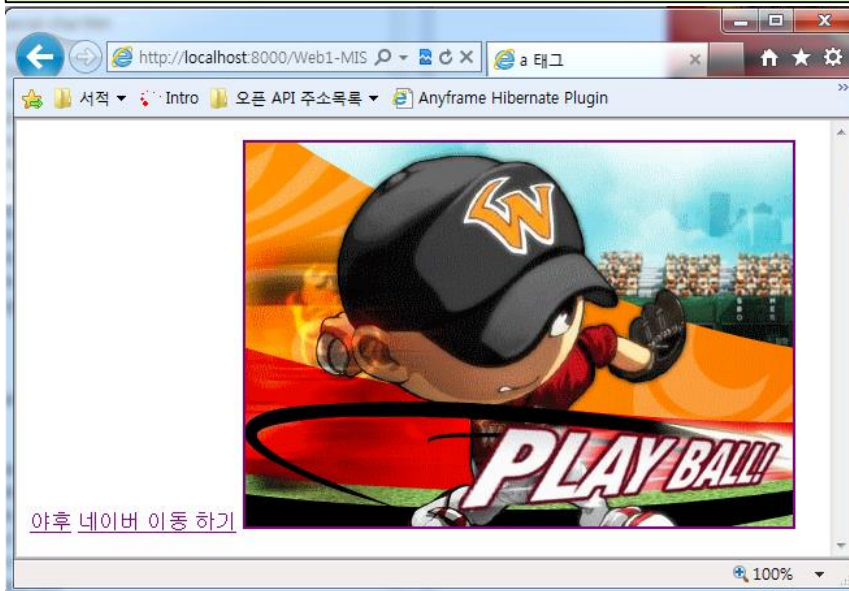 http://localhost:8000/Web1-MIS
a 태그
서적
Intro
오픈 API 주소목록
Anyframe Hibernate Plugin
W
PLAY BALL!
야후 네이버 이동 하기
100%